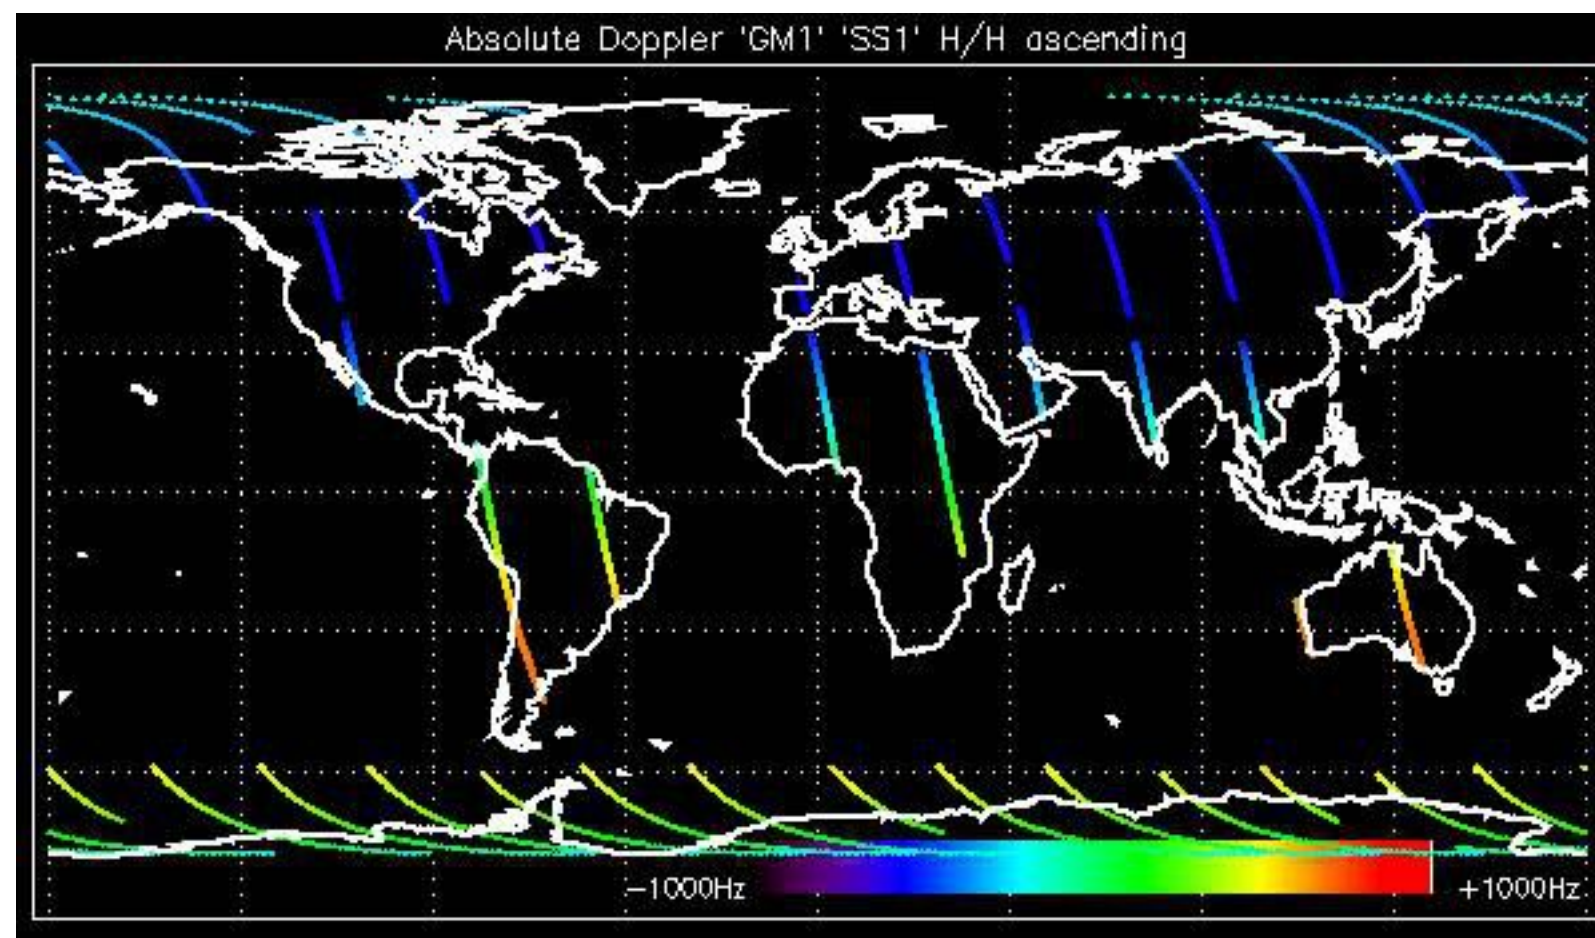 Absolute Doppler 'GM1' 'SS1' H/H ascending
−1000Hz
+1000Hz